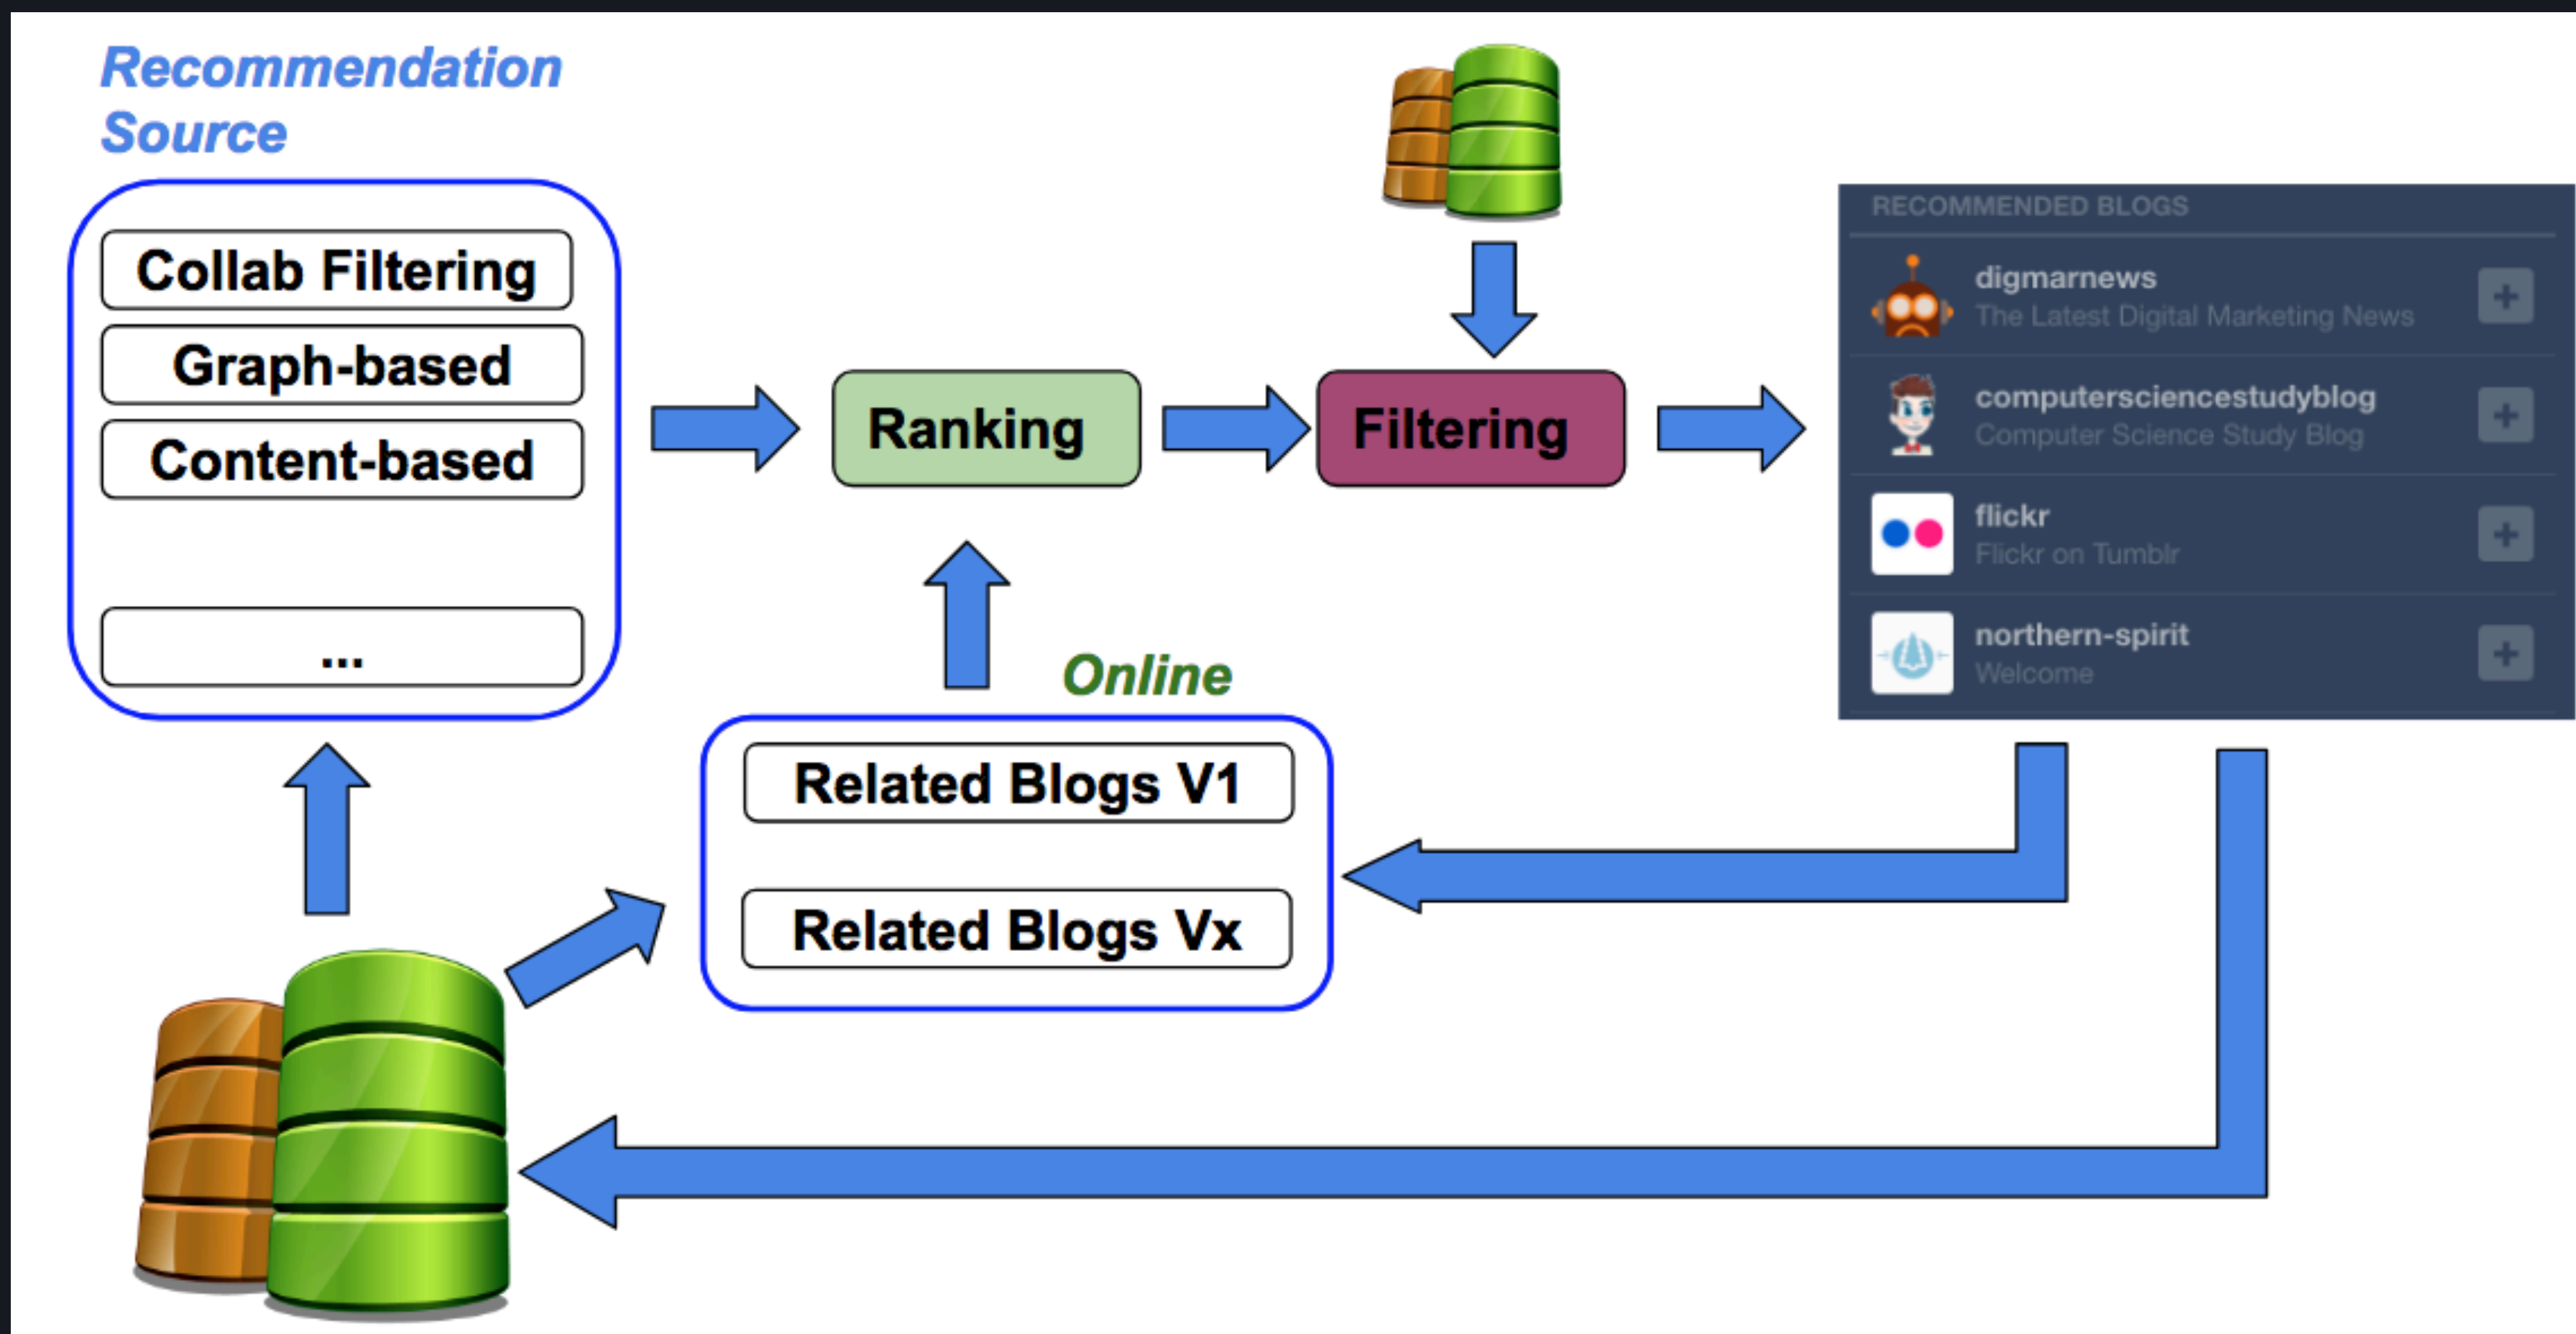 Recommendation
Source
Collab Filtering
Graph-based
Content-based
...
Ranking
Filtering
Online
Related Blogs V1
Related Blogs Vx
RECOMMENDED BLOGS
digmarnews
The Latest Digital Marketing News
computersciencestudyblog
Computer Science Study Blog
flickr
Flickr on Tumblr
northern-spirit
Welcome